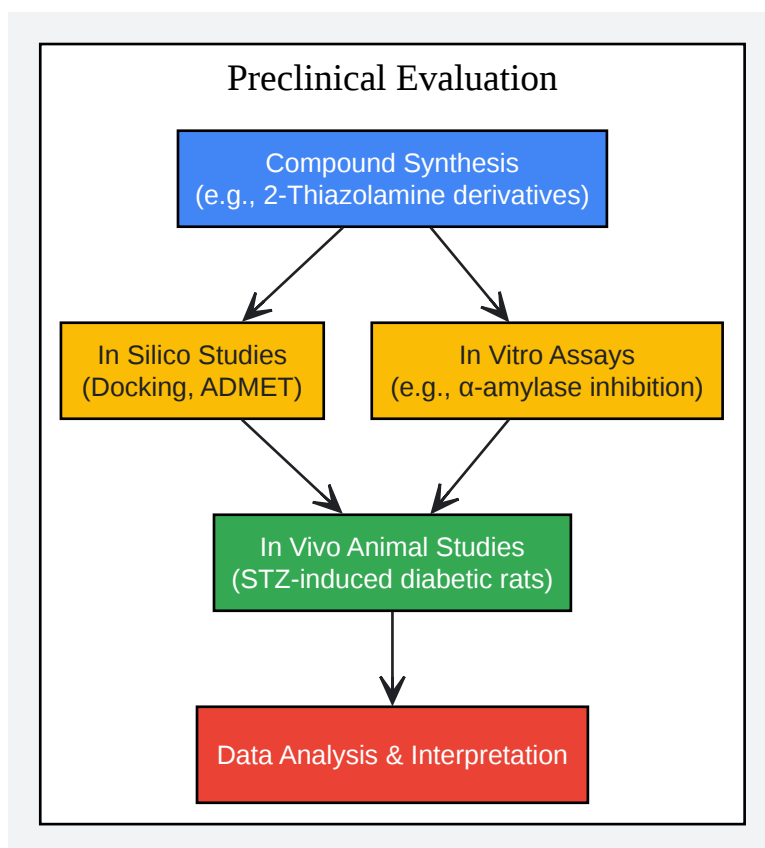 Preclinical Evaluation
Compound Synthesis
(e.g., 2-Thiazolamine derivatives)
In Silico Studies
(Docking, ADMET)
In Vitro Assays
(e.g., α-amylase inhibition)
In Vivo Animal Studies
(STZ-induced diabetic rats)
Data Analysis & Interpretation